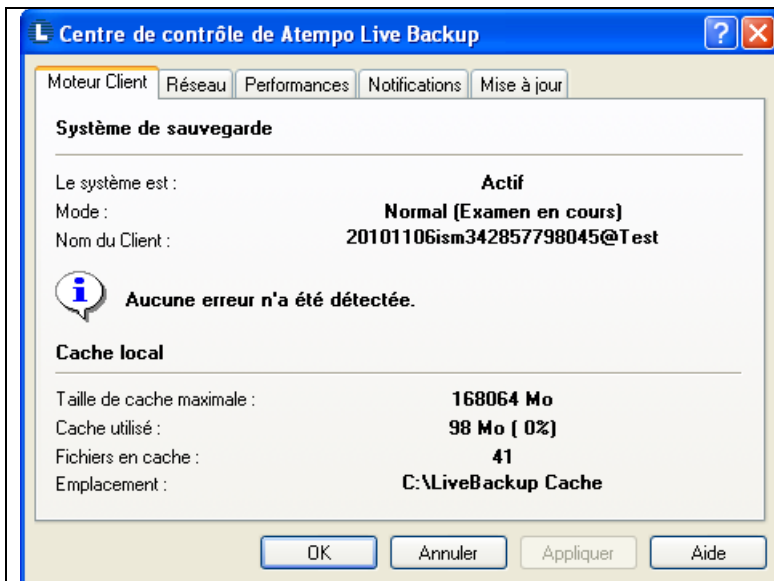 Centre de contrôle de Atempo Live Backup
Moteur Client Réseau Performances Notifications Mise à jour
Système de sauvegarde
Le système est : Actif
Mode : Normal (Examen en cours)
Nom du Client : 20101106ism342857798045@Test
Aucune erreur n'a été détectée.
Cache local
Taille de cache maximale : 168064 Mo
Cache utilisé : 98 Mo ( 0%)
Fichiers en cache : 41
Emplacement : C:\LiveBackup Cache
OK Annuler Appliquer Aide